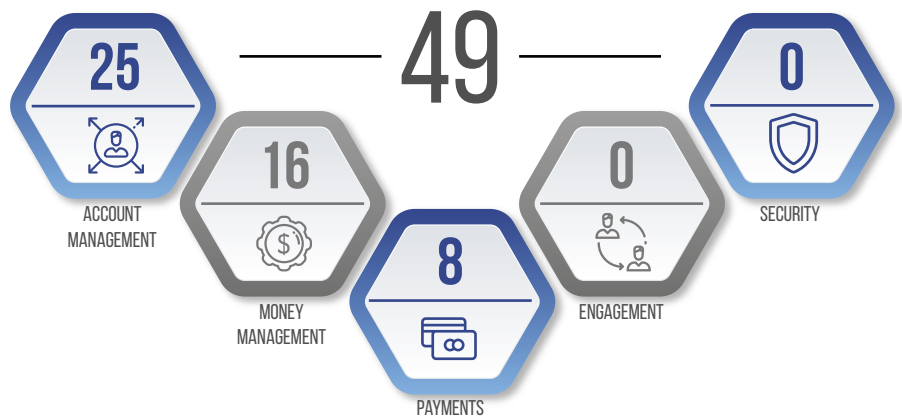 49
25
ACCOUNT
MANAGEMENT
16
$
MONEY
MANAGEMENT
8
PAYMENTS
0
ENGAGEMENT
0
SECURITY